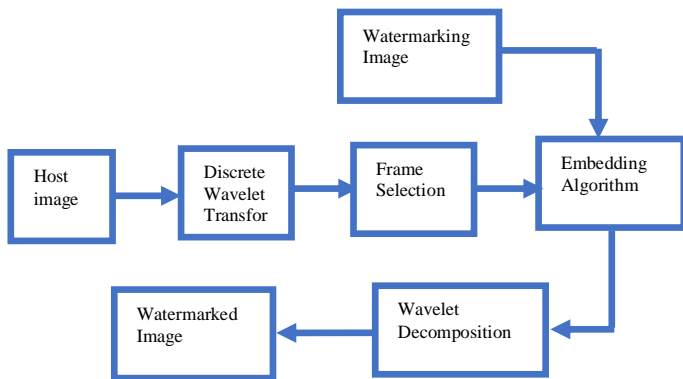 Watermarking
Image
Host
image
Discrete
Wavelet
Transfor
Frame
Selection
Embedding
Algorithm
Watermarked
Image
Wavelet
Decomposition